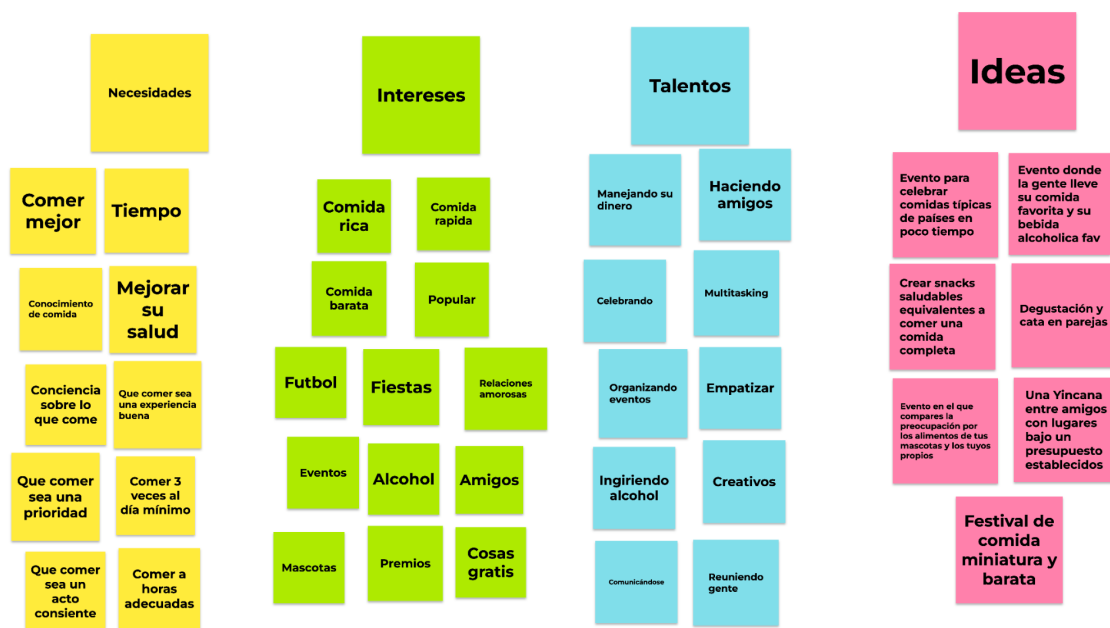 Necesidades
Comer
mejor
Tiempo
Conocimiento
de comida
Mejorar
su
salud
Conciencia
sobre lo
que come
Que comer sea
una experiencia
buena
Que comer
sea una
prioridad
Comer 3
veces al
día mínimo
Que comer
sea un
acto
consiente
Comer a
horas
adecuadas
Intereses
Comida
rica
Comida
rapida
Comida
barata
Popular
Futbol
Fiestas
Relaciones
amorosas
Eventos
Alcohol
Amigos
Mascotas
Premios
Cosas
gratis
Talentos
Manejando su
dinero
Haciendo
amigos
Celebrando
Multitasking
Organizando
eventos
Empatizar
Ingiriendo
alcohol
Creativos
Comunicándose
Reuniendo
gente
Ideas
Evento para
celebrar
comidas típicas
de países en
poco tiempo
Evento donde
la gente lleve
su comida
favorita y su
bebida
alcoholica fav
Crear snacks
saludables
equivalentes a
comer una
comida
completa
Degustación y
cata en parejas
Evento en el que
compares la
preocupación por
los alimentos de tus
mascotas y los tuyos
propios
Una Yincana
entre amigos
con lugares
bajo un
presupuesto
establecidos
Festival de
comida
miniatura y
barata